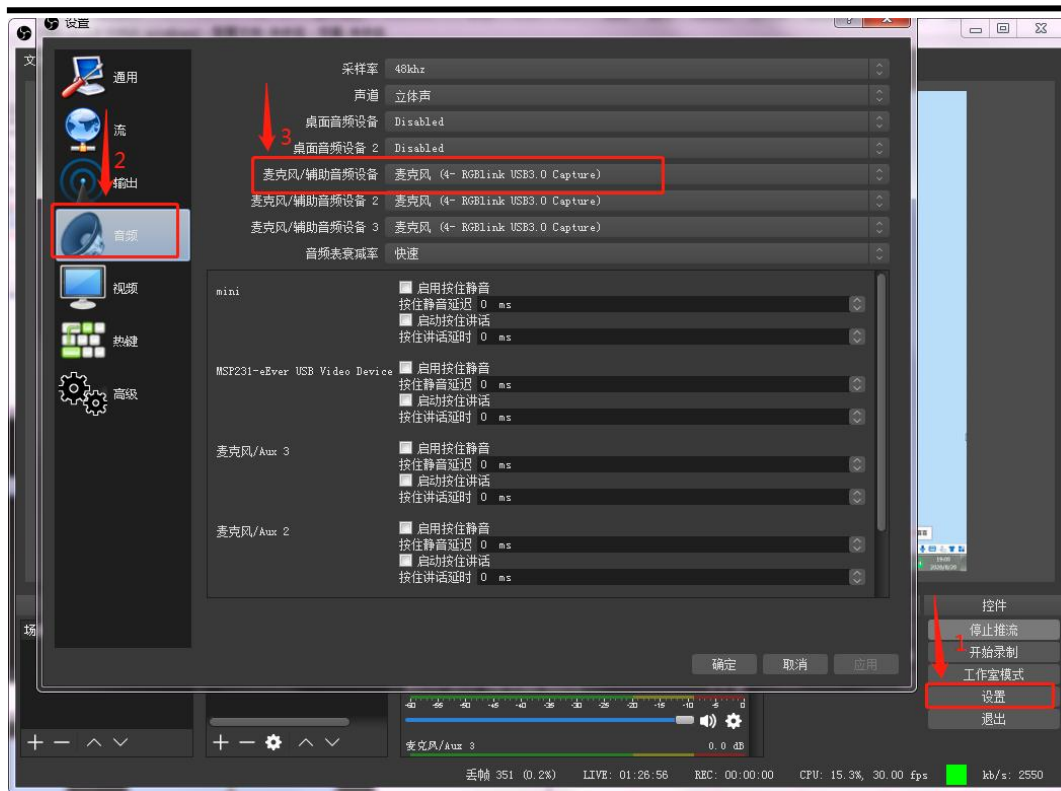 设置
文
通用
流
输出
音频
视频
热键
高级
2
3
采样率 48khz
声道 立体声
桌面音频设备 Disabled
桌面音频设备 2 Disabled
麦克风/辅助音频设备 麦克风 (4- RGBlink USB3.0 Capture)
麦克风/辅助音频设备 2 麦克风 (4- RGBlink USB3.0 Capture)
麦克风/辅助音频设备 3 麦克风 (4- RGBlink USB3.0 Capture)
音频表衰减率 快速
mini
启用按住静音
按住静音延迟 0 ms
启动按住讲话
按住讲话延时 0 ms
MSP231-eEver USB Video Device
启用按住静音
按住静音延迟 0 ms
启动按住讲话
按住讲话延时 0 ms
麦克风/Aux 3
启用按住静音
按住静音延迟 0 ms
启动按住讲话
按住讲话延时 0 ms
麦克风/Aux 2
启用按住静音
按住静音延迟 0 ms
启动按住讲话
按住讲话延时 0 ms
确定 取消 应用
场
控件
停止推流
1
开始录制
工作室模式
设置
退出
麦克风/Aux 3 0.0 dB
丢帧 351 (0.2%) LIVE: 01:26:56 REC: 00:00:00 CPU: 15.3%, 30.00 fps kb/s: 2550